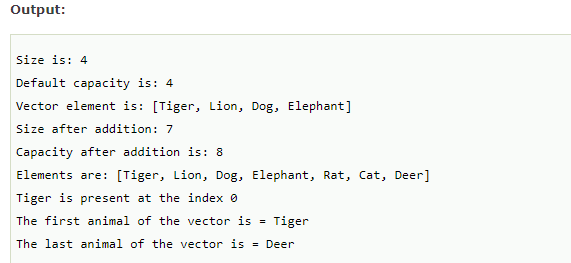 Output:
Size is: 4
Default capacity is: 4
Vector element is: [Tiger, Lion, Dog, Elephant]
Size after addition: 7
Capacity after addition is: 8
Elements are: [Tiger, Lion, Dog, Elephant, Rat, Cat, Deer]
Tiger is present at the index 0
The first animal of the vector is = Tiger
The last animal of the vector is = Deer